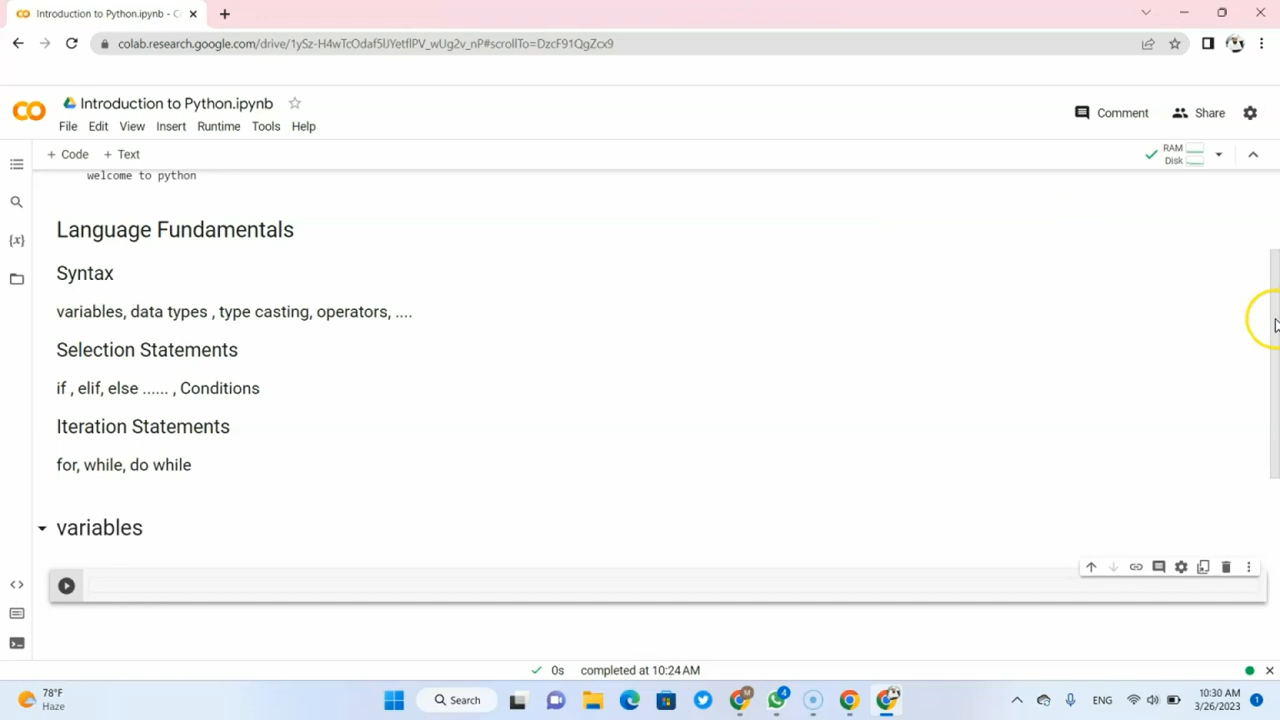 Introduction to Python.ipynb - C
colab.research.google.com/drive/1ySz-H4wTcOdaf5lJYetflPV_wUg2v_nP#scrollTo=DzcF91QgZcx9
Introduction to Python.ipynb
Comment
Share
File Edit View Insert Runtime Tools Help
+ Code + Text
RAM
Disk
welcome to python
Language Fundamentals
Syntax
variables, data types , type casting, operators, ....
Selection Statements
if , elif, else ...... , Conditions
Iteration Statements
for, while, do while
variables
0s completed at 10:24 AM
78°F
Haze
Search
4
ENG
10:30 AM
3/26/2023
1